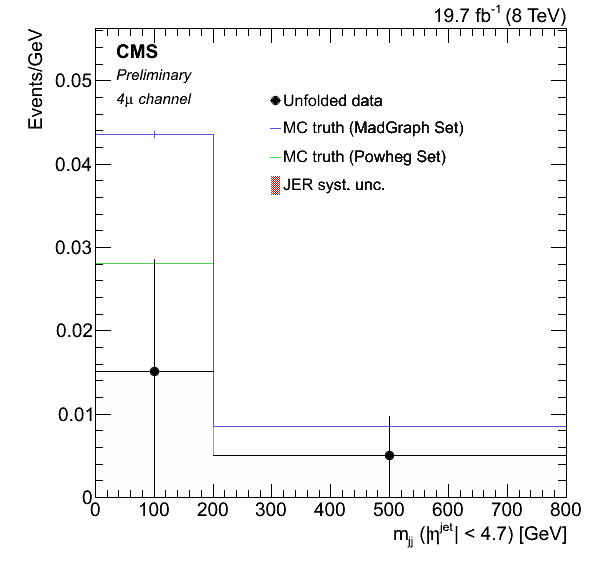 19.7 fb⁻¹ (8 TeV)
Events/GeV
CMS
Preliminary
4μ channel
Unfolded data
MC truth (MadGraph Set)
MC truth (Powheg Set)
JER syst. unc.
0.05
0.04
0.03
0.02
0.01
0
0 100 200 300 400 500 600 700 800
m_jj (|η^jet| < 4.7) [GeV]